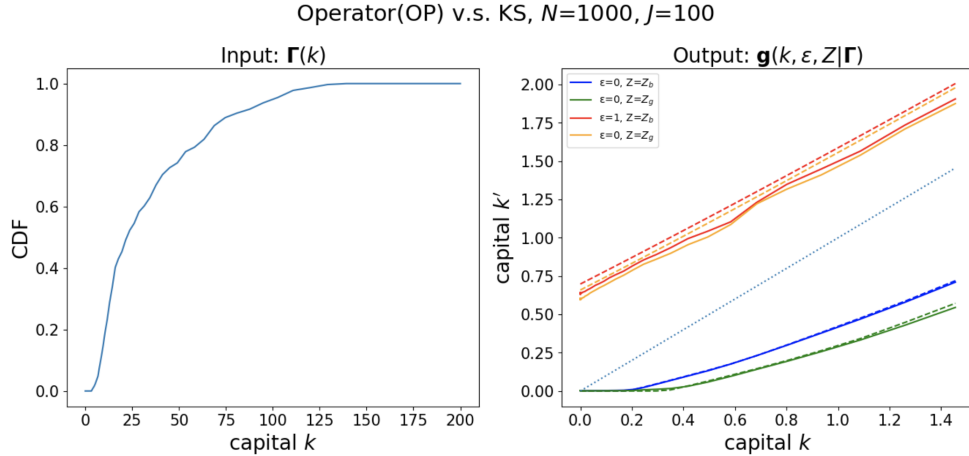 Operator(OP) v.s. KS, N=1000, J=100
Input: Γ(k)
CDF
1.0
0.8
0.6
0.4
0.2
0.0
0
25
50
75
100
125
150
175
200
capital k
Output: g(k, ε, Z|Γ)
capital k′
2.00
1.75
1.50
1.25
1.00
0.75
0.50
0.25
0.00
ε=0, Z=Z_b
ε=0, Z=Z_g
ε=1, Z=Z_b
ε=0, Z=Z_g
0.0
0.2
0.4
0.6
0.8
1.0
1.2
1.4
capital k